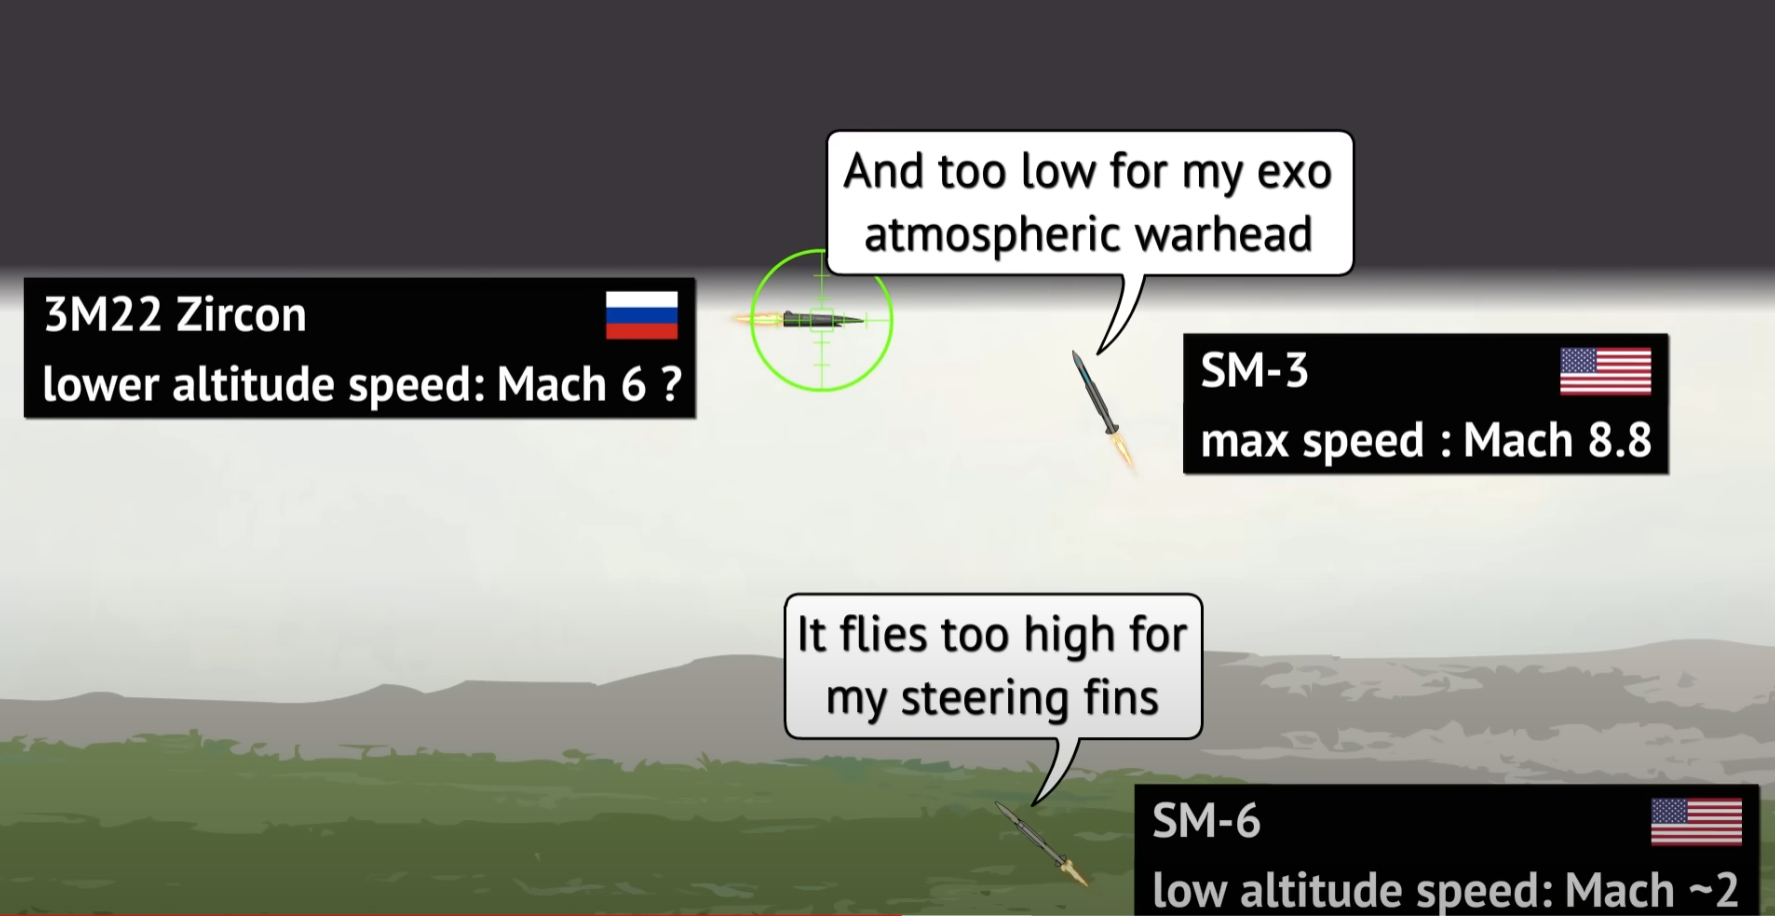 And too low for my exo
atmospheric warhead
3M22 Zircon
lower altitude speed: Mach 6 ?
SM-3
max speed : Mach 8.8
It flies too high for
my steering fins
SM-6
low altitude speed: Mach ~2